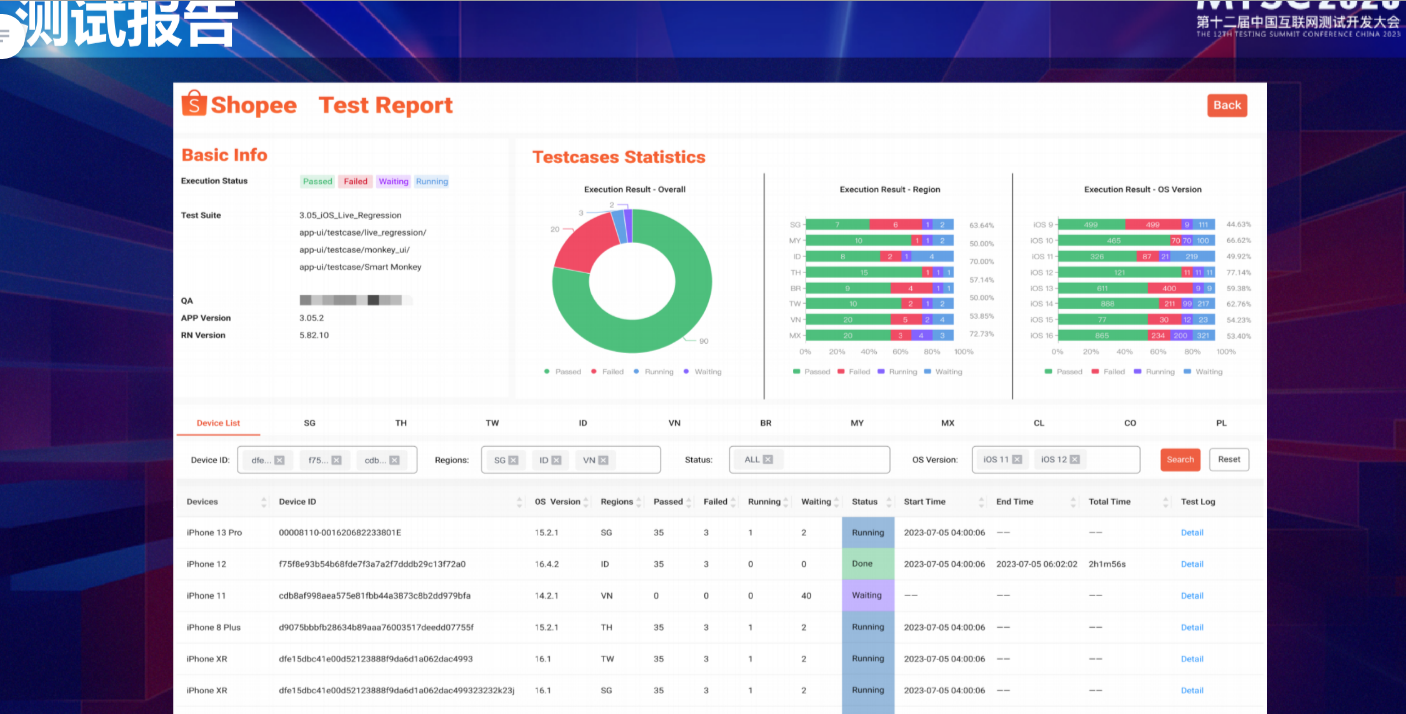 测试报告
MTSC2023
第十二届中国互联网测试开发大会
THE 12TH TESTING SUMMIT CONFERENCE CHINA 2023
Shopee Test Report
Back
Basic Info
Execution Status Passed Failed Waiting Running
Test Suite 3.05_iOS_Live_Regression
app-ui/testcase/live_regression/
app-ui/testcase/monkey_ui/
app-ui/testcase/Smart Monkey
QA
APP Version 3.05.2
RN Version 5.82.10
Testcases Statistics
Execution Result - Overall
2
3
20
90
Passed Failed Running Waiting
Execution Result - Region
SG 7 6 1 2 63.64%
MY 10 1 1 2 50.00%
ID 8 2 1 4 70.00%
TH 15 1 1 1 57.14%
BR 9 4 1 1 50.00%
TW 10 2 1 2 53.85%
VN 20 5 2 4 72.73%
MX 20 3 4 3
0% 20% 40% 60% 80% 100%
Passed Failed Running Waiting
Execution Result - OS Version
iOS 9 499 499 9 111 44.63%
iOS 10 465 70 70 100 66.62%
iOS 11 326 87 21 219 49.92%
iOS 12 121 11 11 11 77.14%
iOS 13 611 400 9 9 59.38%
iOS 14 888 211 99 217 62.76%
iOS 15 77 30 12 23 54.23%
iOS 16 865 234 200 321 53.40%
0% 20% 40% 60% 80% 100%
Passed Failed Running Waiting
Device List SG TH TW ID VN BR MY MX CL CO PL
Device ID: dfe... f75... cdb... Regions: SG ID VN Status: ALL OS Version: iOS 11 iOS 12 Search Reset
Devices Device ID OS Version Regions Passed Failed Running Waiting Status Start Time End Time Total Time Test Log
iPhone 13 Pro 00008110-001620682233801E 15.2.1 SG 35 3 1 2 Running 2023-07-05 04:00:06 −− −− Detail
iPhone 12 f75f8e93b54b68fde7f3a7a2f7dddb29c13f72a0 16.4.2 ID 35 3 0 0 Done 2023-07-05 04:00:06 2023-07-05 06:02:02 2h1m56s Detail
iPhone 11 cdb8af998aea575e81fbb44a3873c8b2dd979bfa 14.2.1 VN 0 0 0 40 Waiting −− −− −− Detail
iPhone 8 Plus d9075bbbfb28634b89aaa76003517deedd07755f 15.2.1 TH 35 3 1 2 Running 2023-07-05 04:00:06 −− −− Detail
iPhone XR dfe15dbc41e00d52123888f9da6d1a062dac4993 16.1 TW 35 3 1 2 Running 2023-07-05 04:00:06 −− −− Detail
iPhone XR dfe15dbc41e00d52123888f9da6d1a062dac499323232k23j 16.1 SG 35 3 1 2 Running 2023-07-05 04:00:06 −− −− Detail